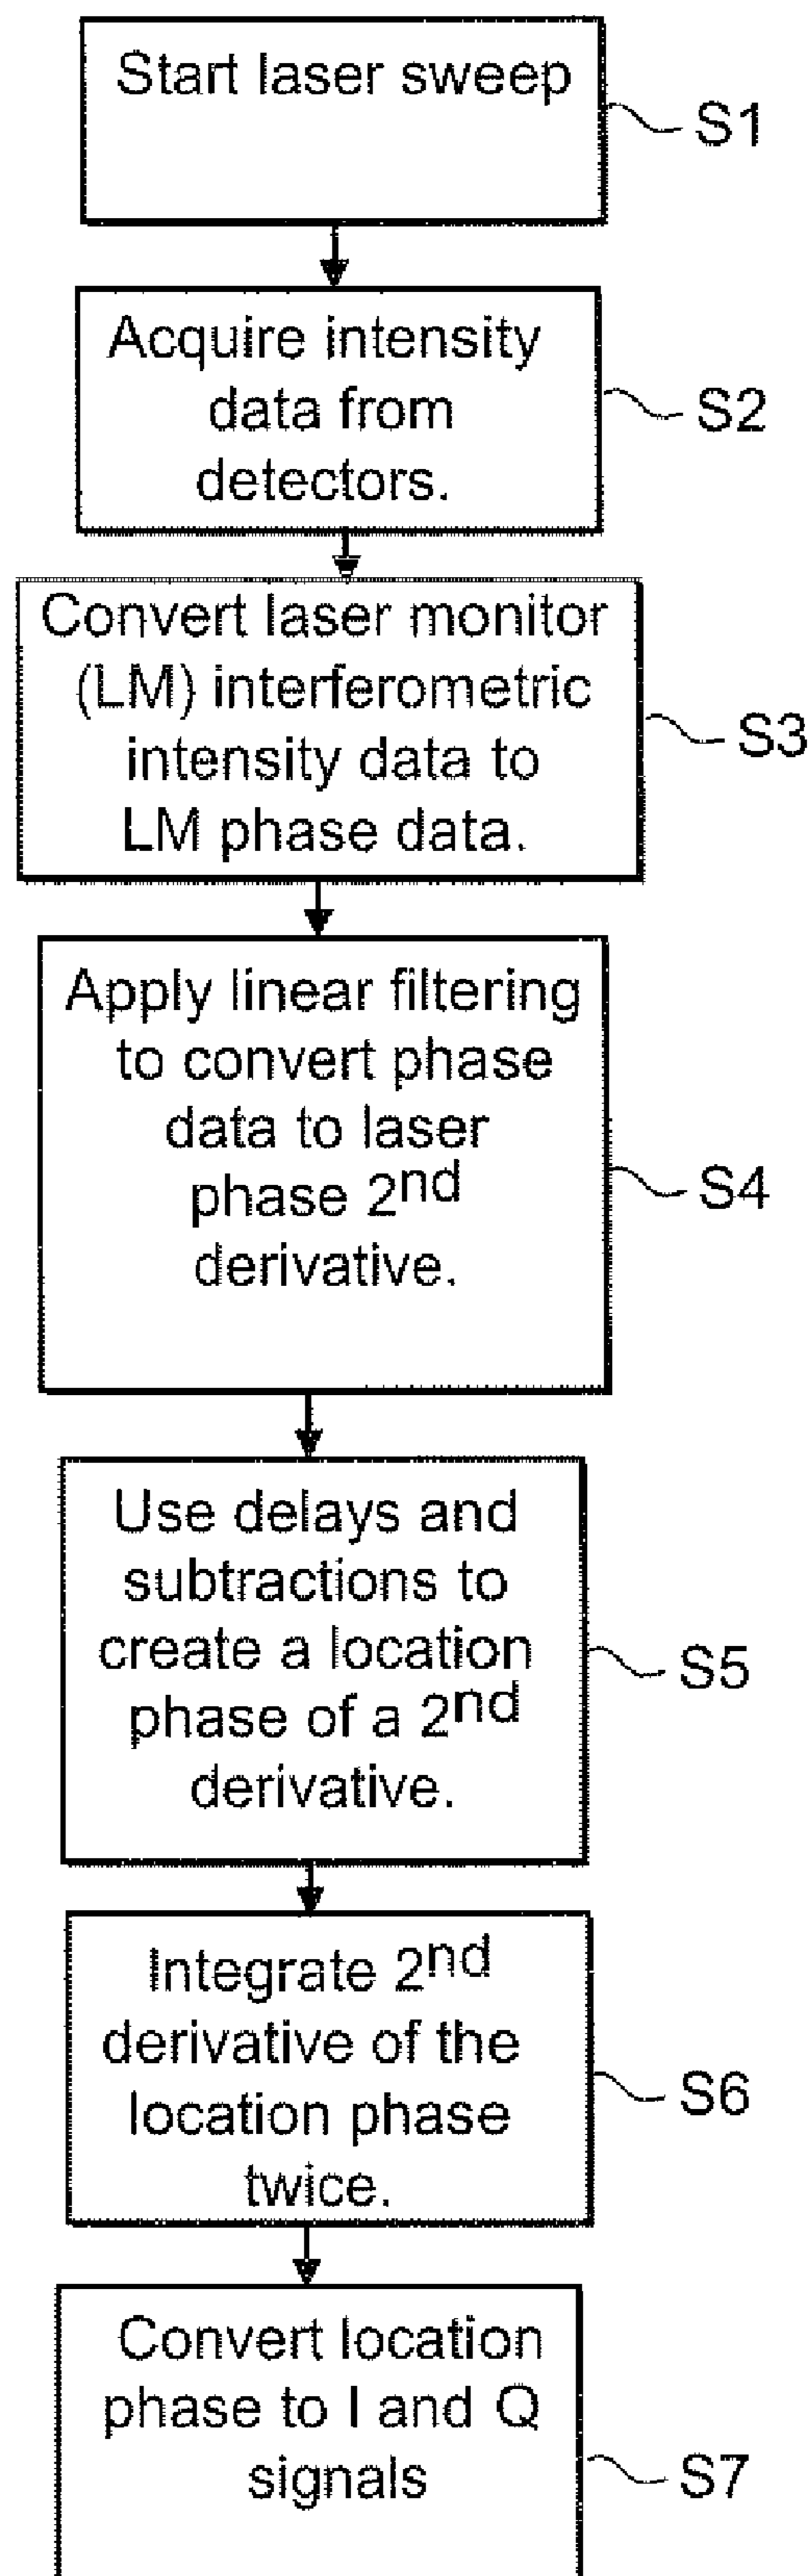 Start laser sweep
S1
Acquire intensity
data from
detectors.
S2
Convert laser monitor
(LM) interferometric
intensity data to
LM phase data.
S3
Apply linear filtering
to convert phase
data to laser
phase 2nd
derivative.
S4
Use delays and
subtractions to
create a location
phase of a 2nd
derivative.
S5
Integrate 2nd
derivative of the
location phase
twice.
S6
Convert location
phase to I and Q
signals
S7